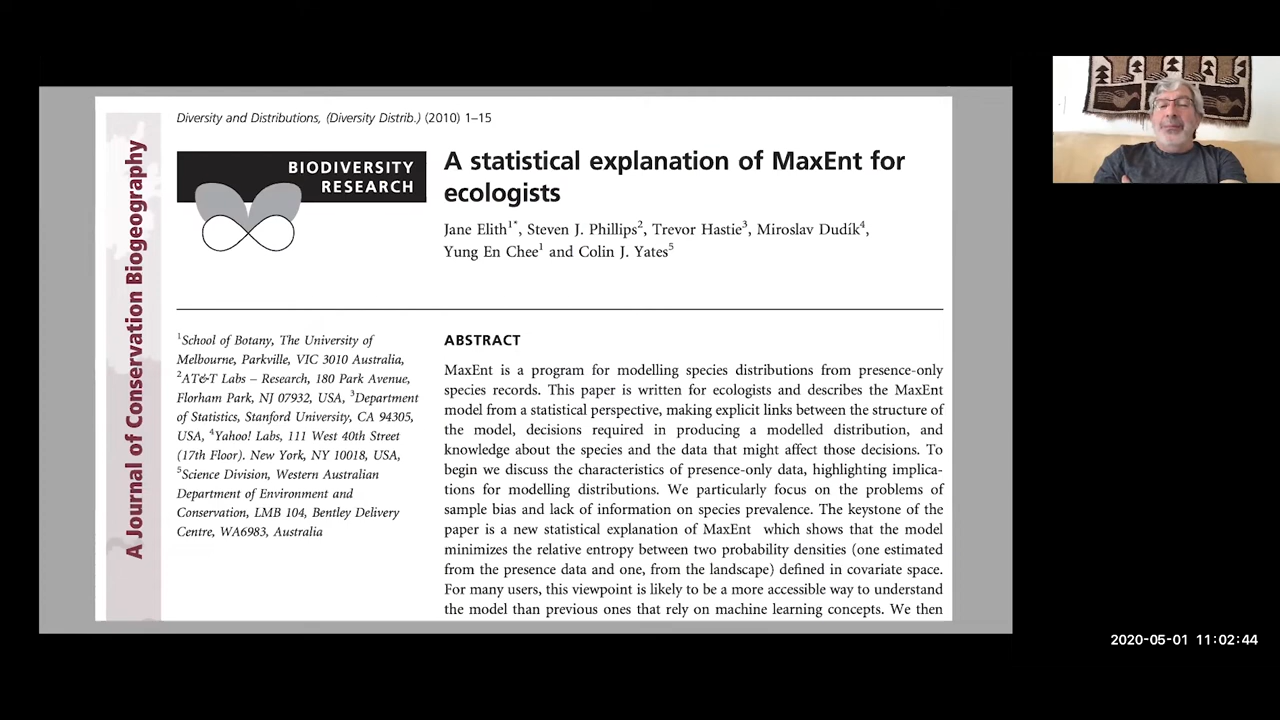 Diversity and Distributions, (Diversity Distrib.) (2010) 1–15
A Journal of Conservation Biogeography
BIODIVERSITY
RESEARCH
A statistical explanation of MaxEnt for
ecologists
Jane Elith1*, Steven J. Phillips2, Trevor Hastie3, Miroslav Dudík4,
Yung En Chee1 and Colin J. Yates5
1School of Botany, The University of
Melbourne, Parkville, VIC 3010 Australia,
2AT&T Labs – Research, 180 Park Avenue,
Florham Park, NJ 07932, USA, 3Department
of Statistics, Stanford University, CA 94305,
USA, 4Yahoo! Labs, 111 West 40th Street
(17th Floor). New York, NY 10018, USA,
5Science Division, Western Australian
Department of Environment and
Conservation, LMB 104, Bentley Delivery
Centre, WA6983, Australia
ABSTRACT
MaxEnt is a program for modelling species distributions from presence-only
species records. This paper is written for ecologists and describes the MaxEnt
model from a statistical perspective, making explicit links between the structure of
the model, decisions required in producing a modelled distribution, and
knowledge about the species and the data that might affect those decisions. To
begin we discuss the characteristics of presence-only data, highlighting implica-
tions for modelling distributions. We particularly focus on the problems of
sample bias and lack of information on species prevalence. The keystone of the
paper is a new statistical explanation of MaxEnt which shows that the model
minimizes the relative entropy between two probability densities (one estimated
from the presence data and one, from the landscape) defined in covariate space.
For many users, this viewpoint is likely to be a more accessible way to understand
the model than previous ones that rely on machine learning concepts. We then
2020-05-01 11:02:44